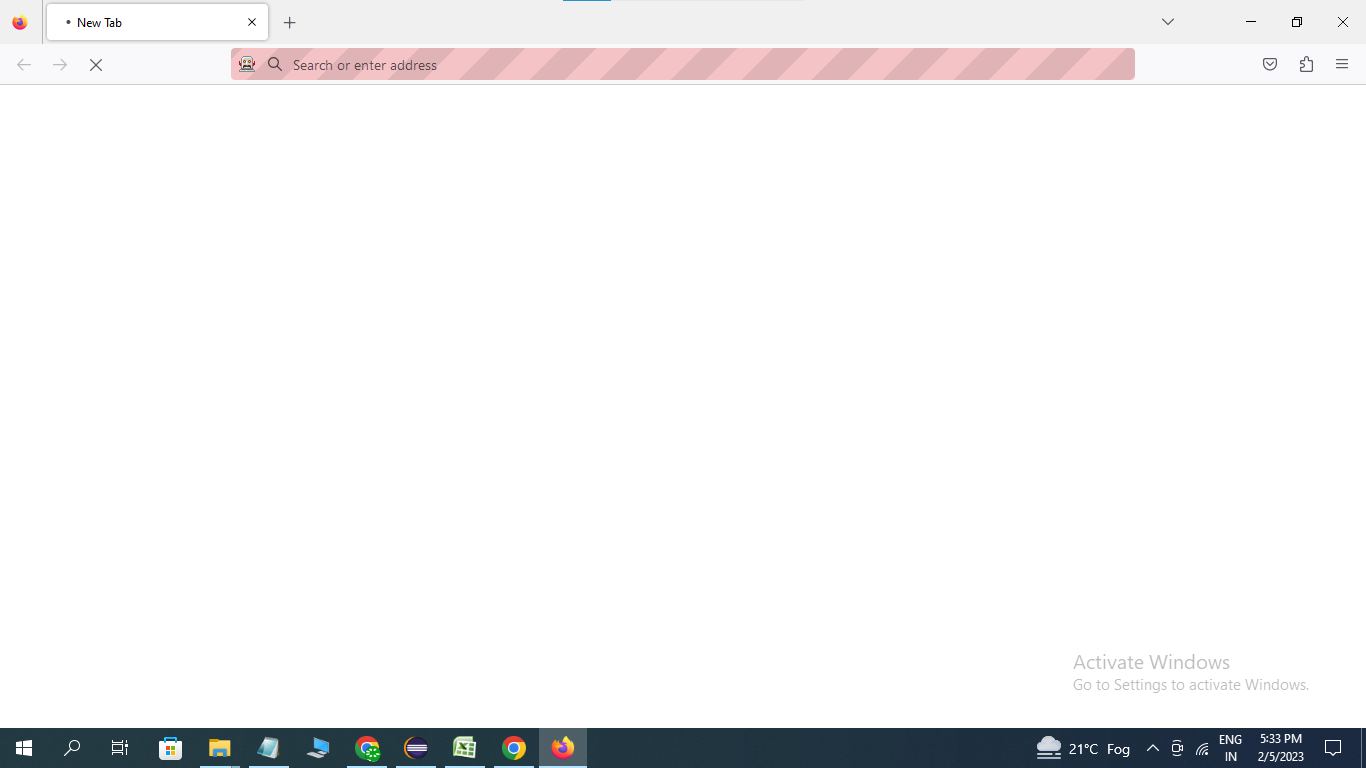 New Tab
Search or enter address
Activate Windows
Go to Settings to activate Windows.
21°C Fog
ENG
IN
5:33 PM
2/5/2023